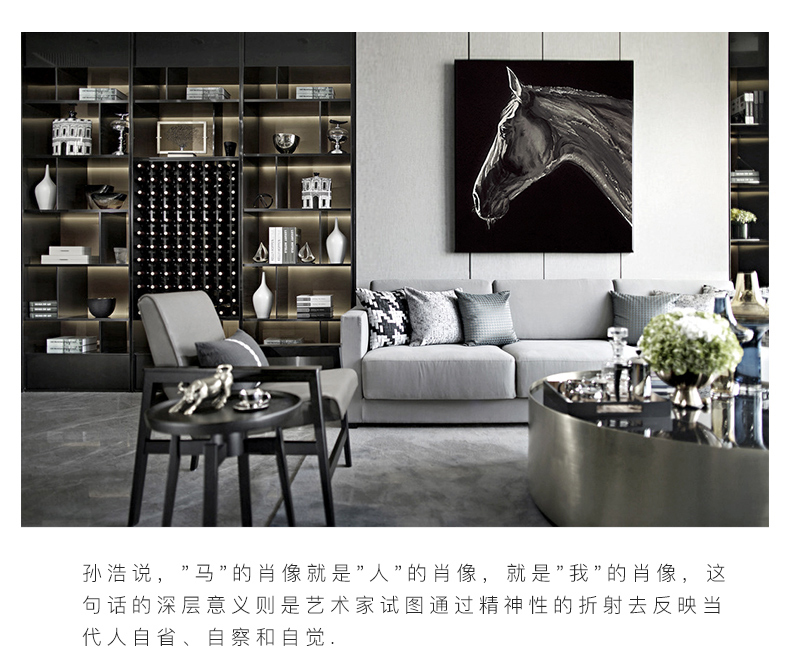 孙浩说，”马”的肖像就是”人”的肖像，就是”我”的肖像，这
句话的深层意义则是艺术家试图通过精神性的折射去反映当
代人自省、自察和自觉.